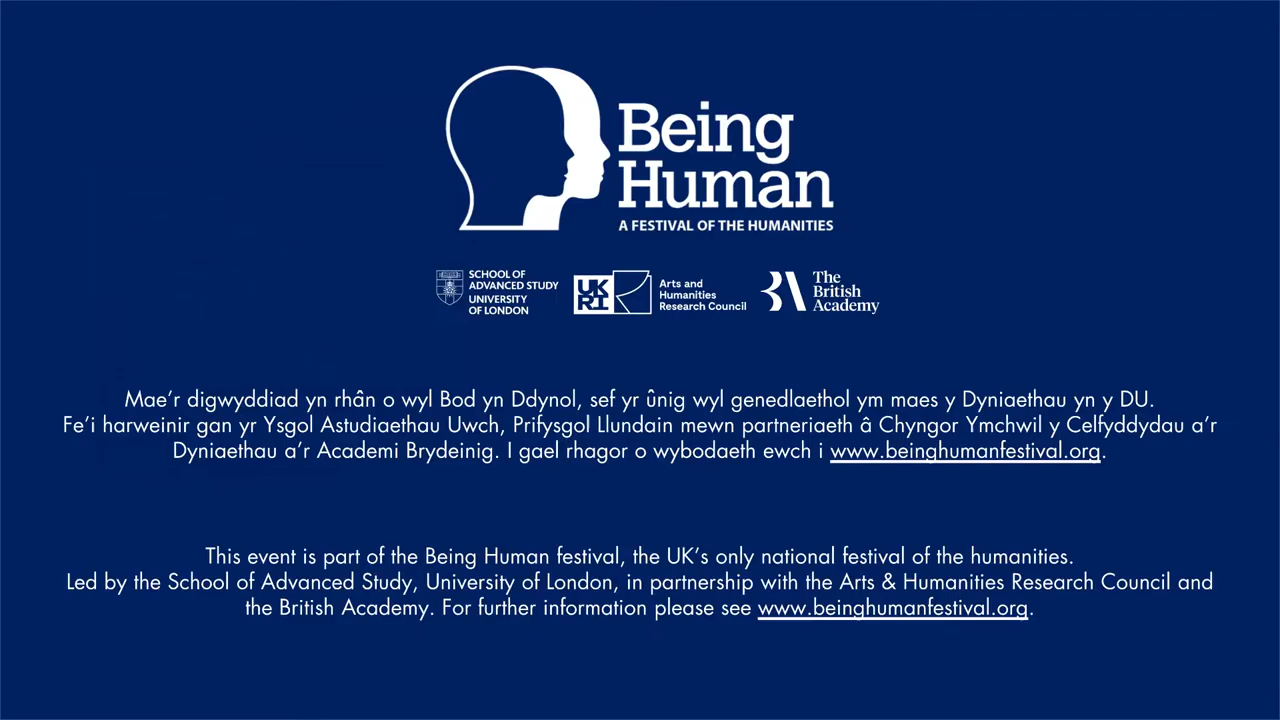 Being
Human
A FESTIVAL OF THE HUMANITIES
SCHOOL OF
ADVANCED STUDY
UNIVERSITY
OF LONDON
UK
RI
Arts and
Humanities
Research Council
BA
The
British
Academy
Mae'r digwyddiad yn rhân o wyl Bod yn Ddynol, sef yr ûnig wyl genedlaethol ym maes y Dyniaethau yn y DU.
Fe'i harweinir gan yr Ysgol Astudiaethau Uwch, Prifysgol Llundain mewn partneriaeth â Chyngor Ymchwil y Celfyddydau a'r
Dyniaethau a'r Academi Brydeinig. I gael rhagor o wybodaeth ewch i www.beinghumanfestival.org.
This event is part of the Being Human festival, the UK's only national festival of the humanities.
Led by the School of Advanced Study, University of London, in partnership with the Arts & Humanities Research Council and
the British Academy. For further information please see www.beinghumanfestival.org.